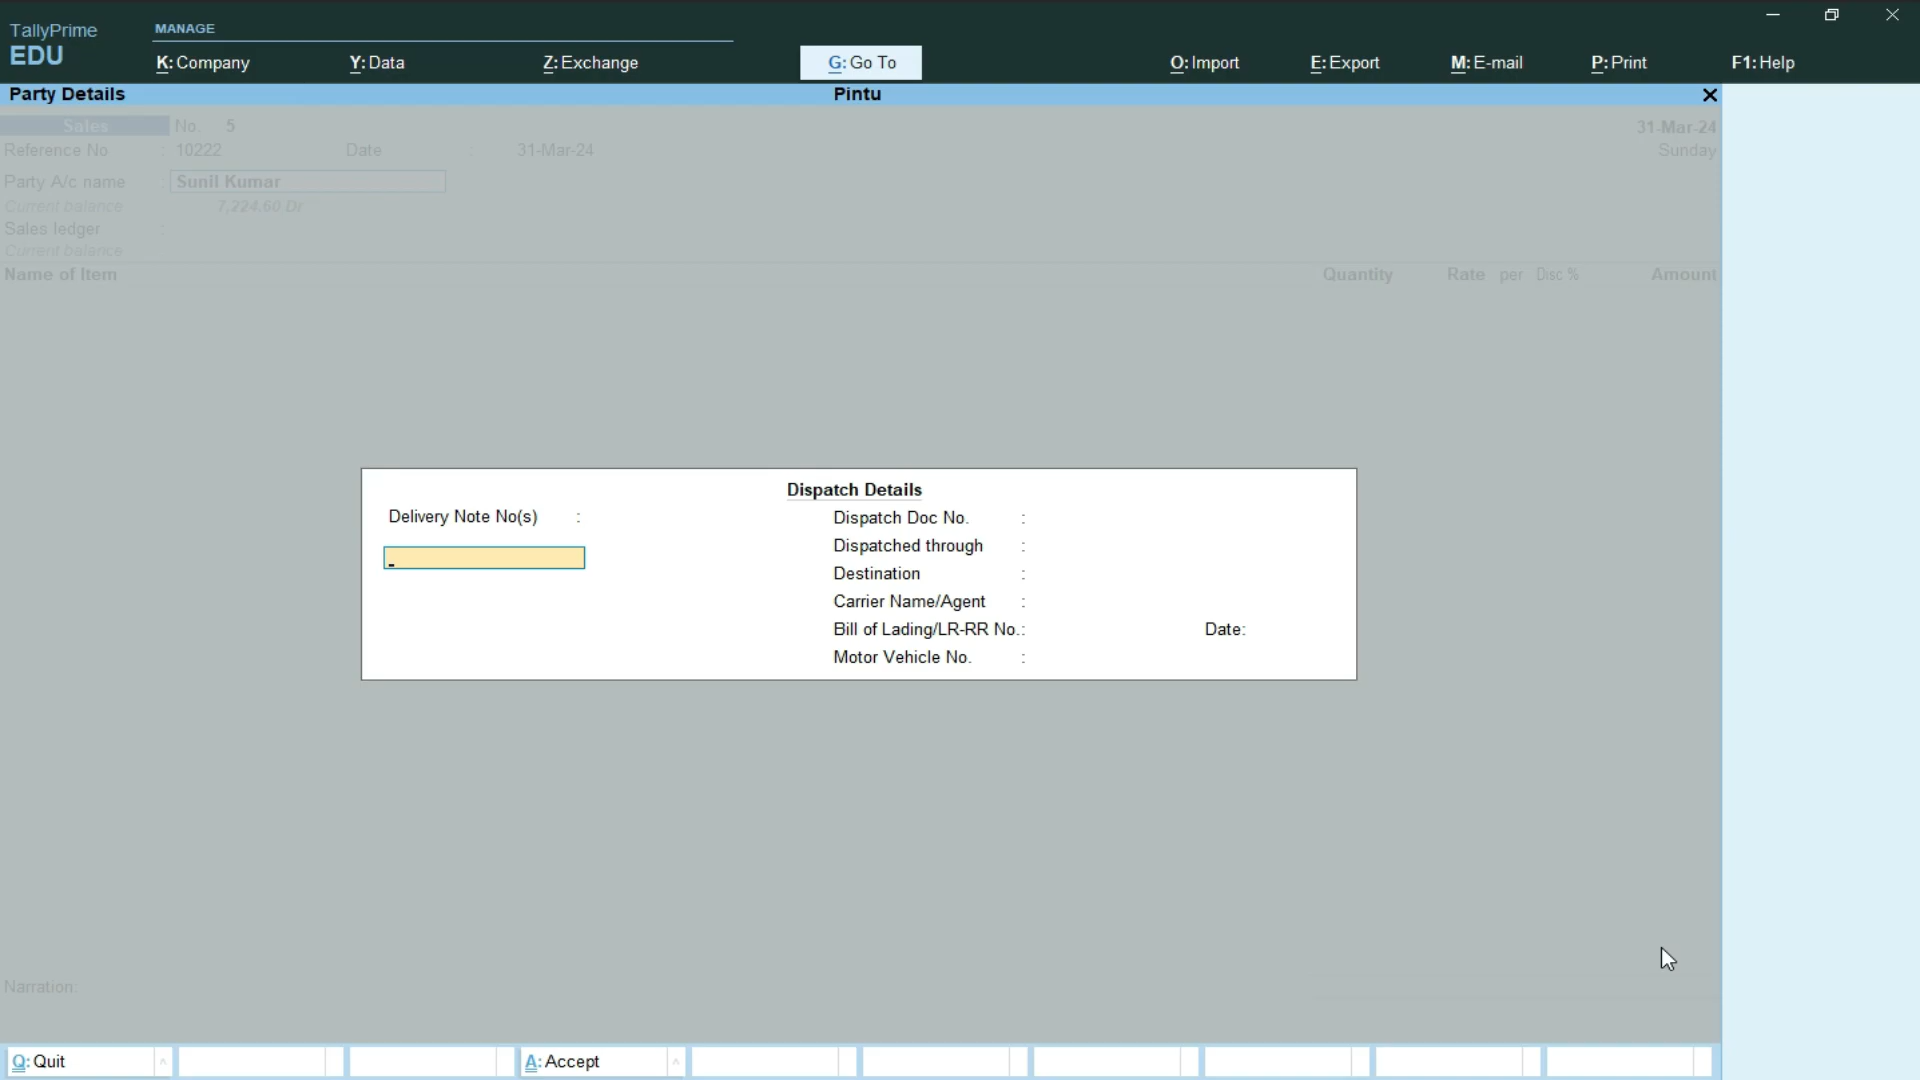 TallyPrime
EDU
MANAGE
K: Company Y: Data Z: Exchange G: Go To O: Import E: Export M: E-mail P: Print F1: Help
Party Details Pintu
Sales No. 5 31-Mar-24
Reference No : 10222 Date : 31-Mar-24 Sunday
Party A/c name : Sunil Kumar
Current balance 7,224.60 Dr
Sales ledger :
Current balance
Name of Item Quantity Rate per Disc % Amount
Dispatch Details
Delivery Note No(s) : Dispatch Doc No. :
Dispatched through :
Destination :
Carrier Name/Agent :
Bill of Lading/LR-RR No. : Date:
Motor Vehicle No. :
Narration:
Q: Quit A: Accept